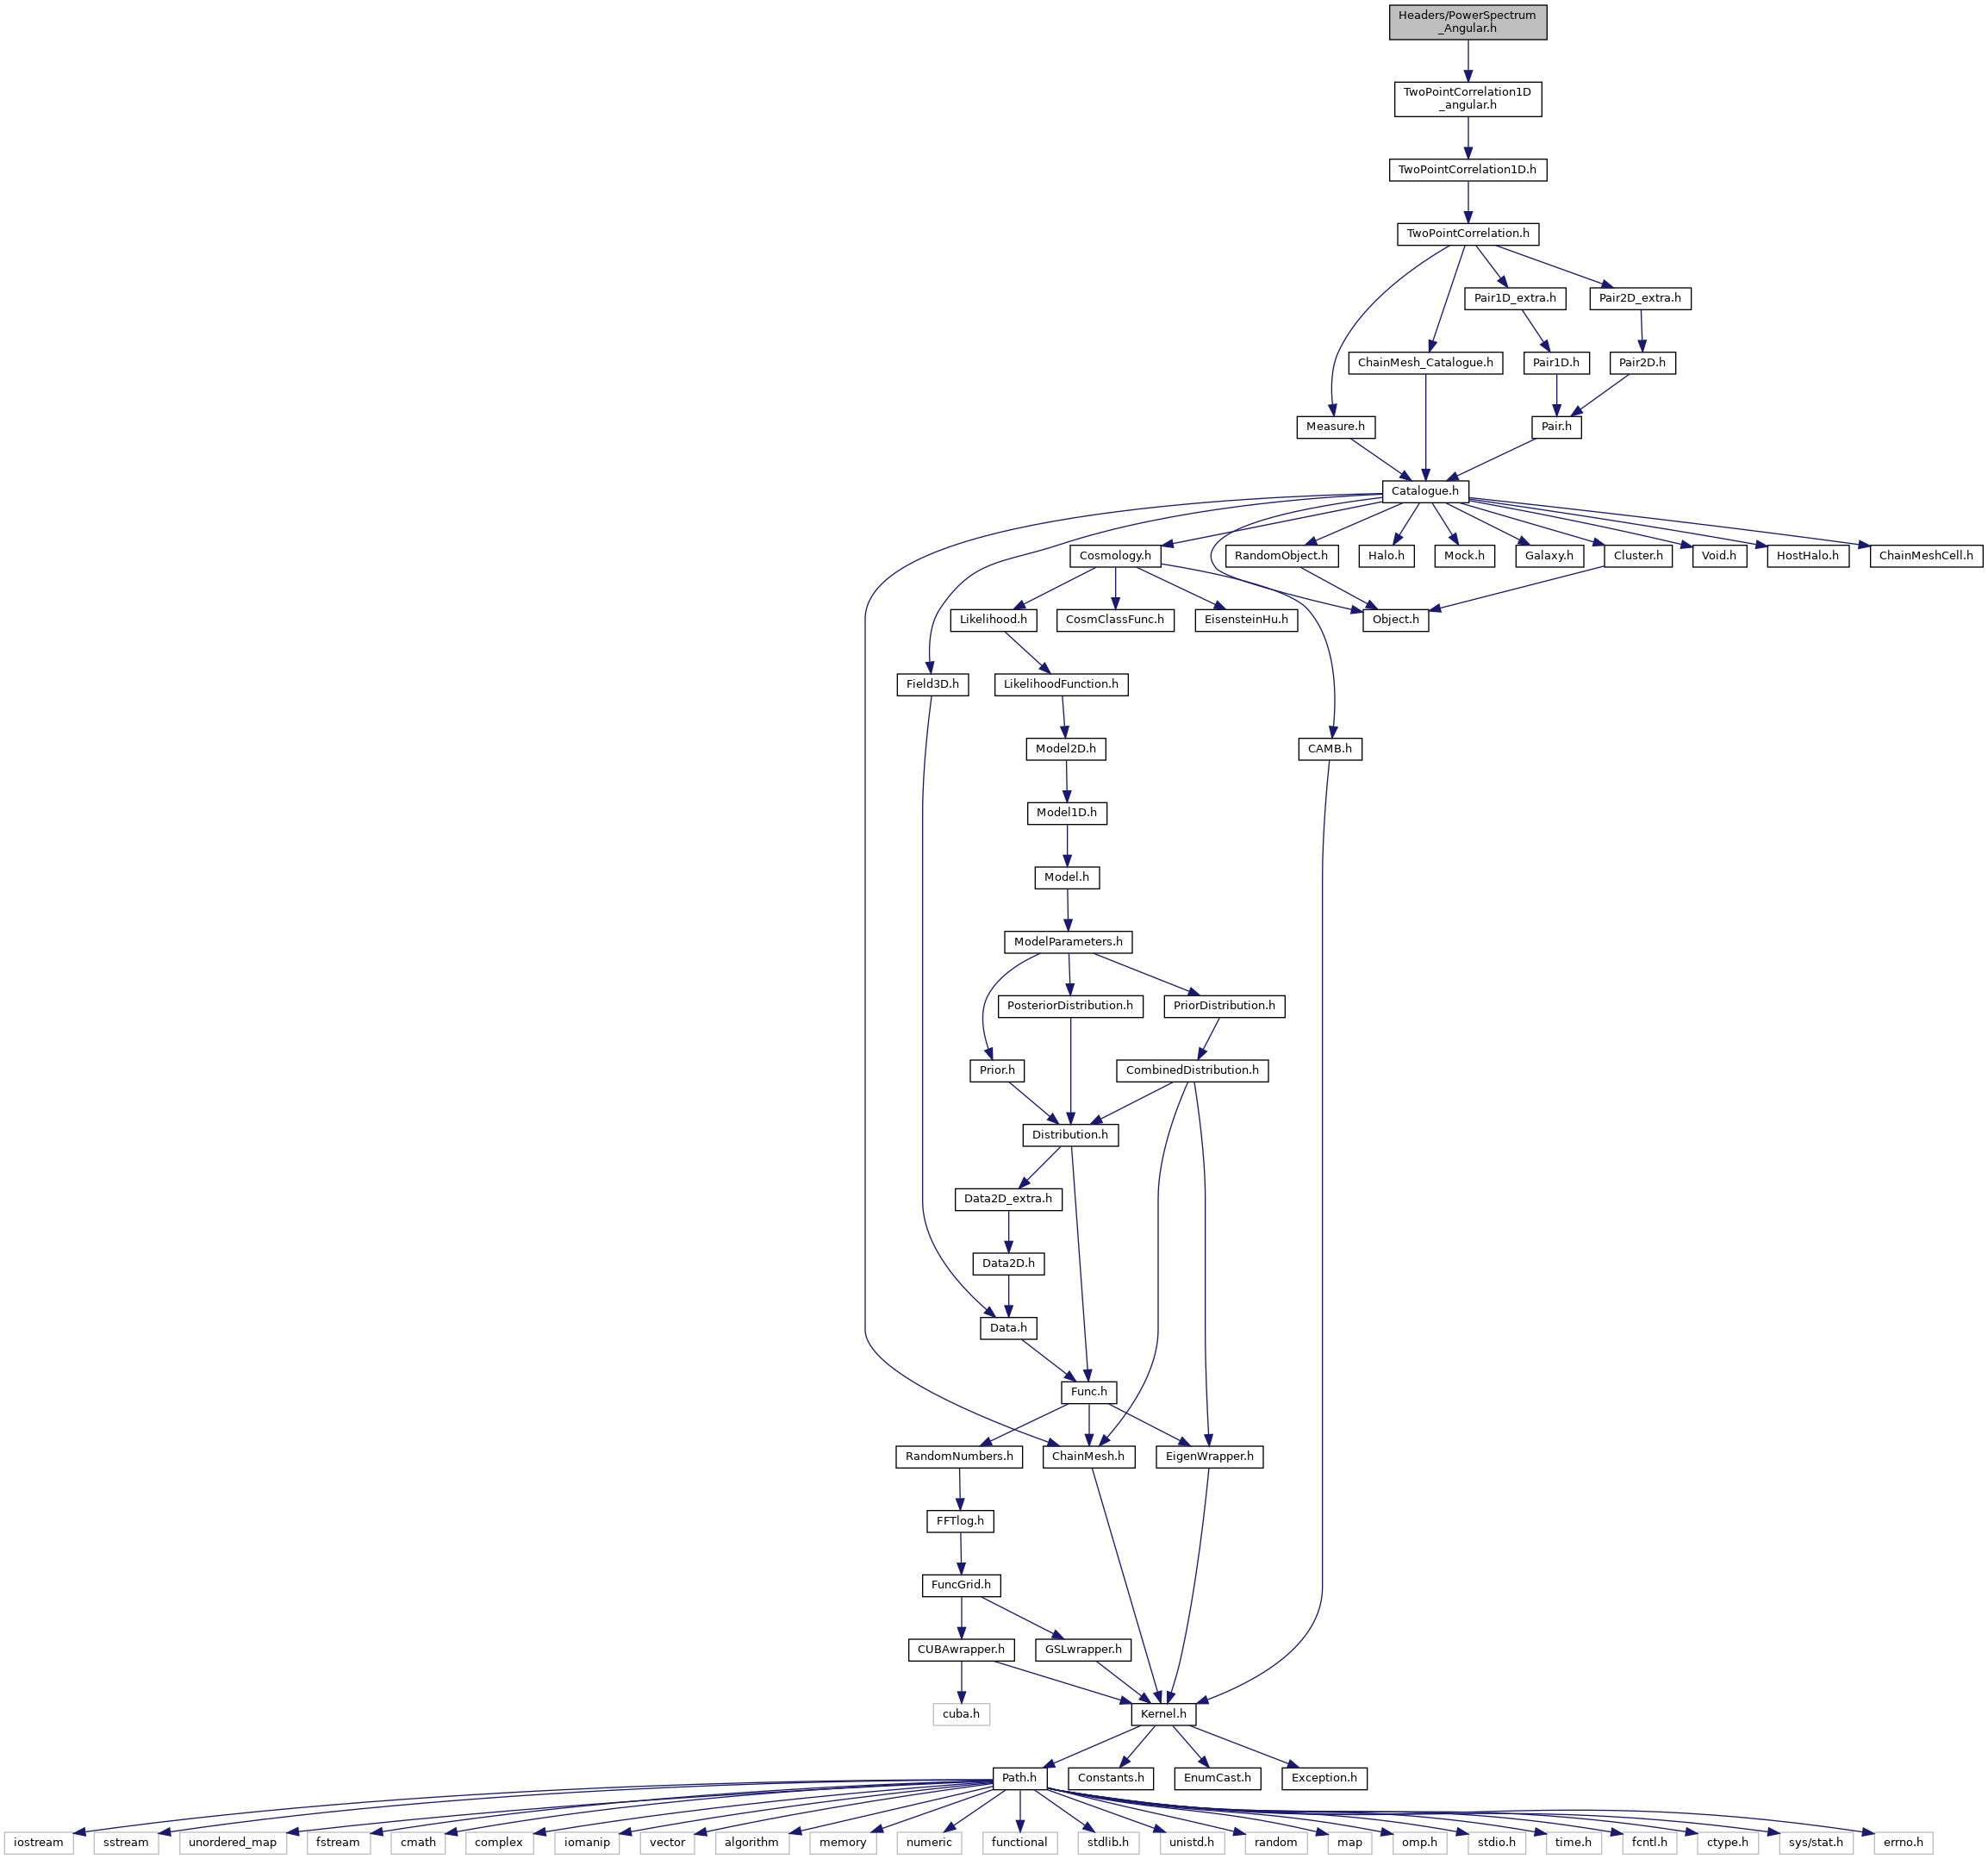 Headers/PowerSpectrum
_Angular.h
TwoPointCorrelation1D
_angular.h
TwoPointCorrelation1D.h
TwoPointCorrelation.h
Pair1D_extra.h
Pair2D_extra.h
ChainMesh_Catalogue.h
Pair1D.h
Pair2D.h
Measure.h
Pair.h
Catalogue.h
Cosmology.h
RandomObject.h
Halo.h
Mock.h
Galaxy.h
Cluster.h
Void.h
HostHalo.h
ChainMeshCell.h
Likelihood.h
CosmClassFunc.h
EisensteinHu.h
Object.h
Field3D.h
LikelihoodFunction.h
Model2D.h
CAMB.h
Model1D.h
Model.h
ModelParameters.h
PosteriorDistribution.h
PriorDistribution.h
Prior.h
CombinedDistribution.h
Distribution.h
Data2D_extra.h
Data2D.h
Data.h
Func.h
RandomNumbers.h
ChainMesh.h
EigenWrapper.h
FFTlog.h
FuncGrid.h
CUBAwrapper.h
GSLwrapper.h
cuba.h
Kernel.h
Path.h
Constants.h
EnumCast.h
Exception.h
iostream
sstream
unordered_map
fstream
cmath
complex
iomanip
vector
algorithm
memory
numeric
functional
stdlib.h
unistd.h
random
map
omp.h
stdio.h
time.h
fcntl.h
ctype.h
sys/stat.h
errno.h